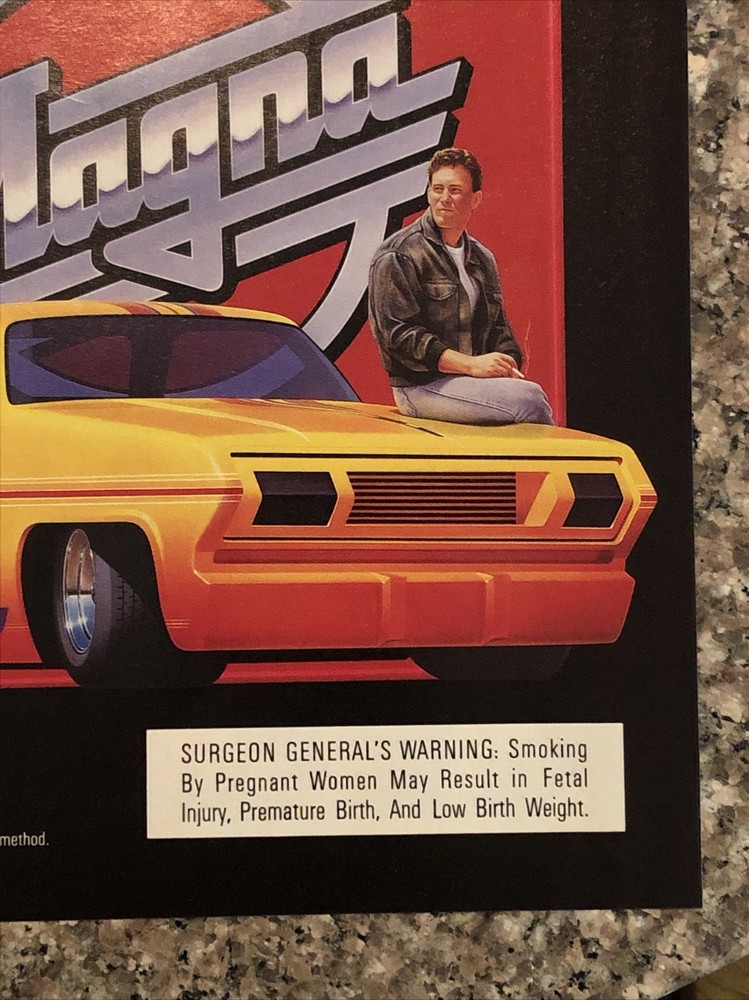 Magna
SURGEON GENERAL'S WARNING: Smoking
By Pregnant Women May Result in Fetal
Injury, Premature Birth, And Low Birth Weight.
method.